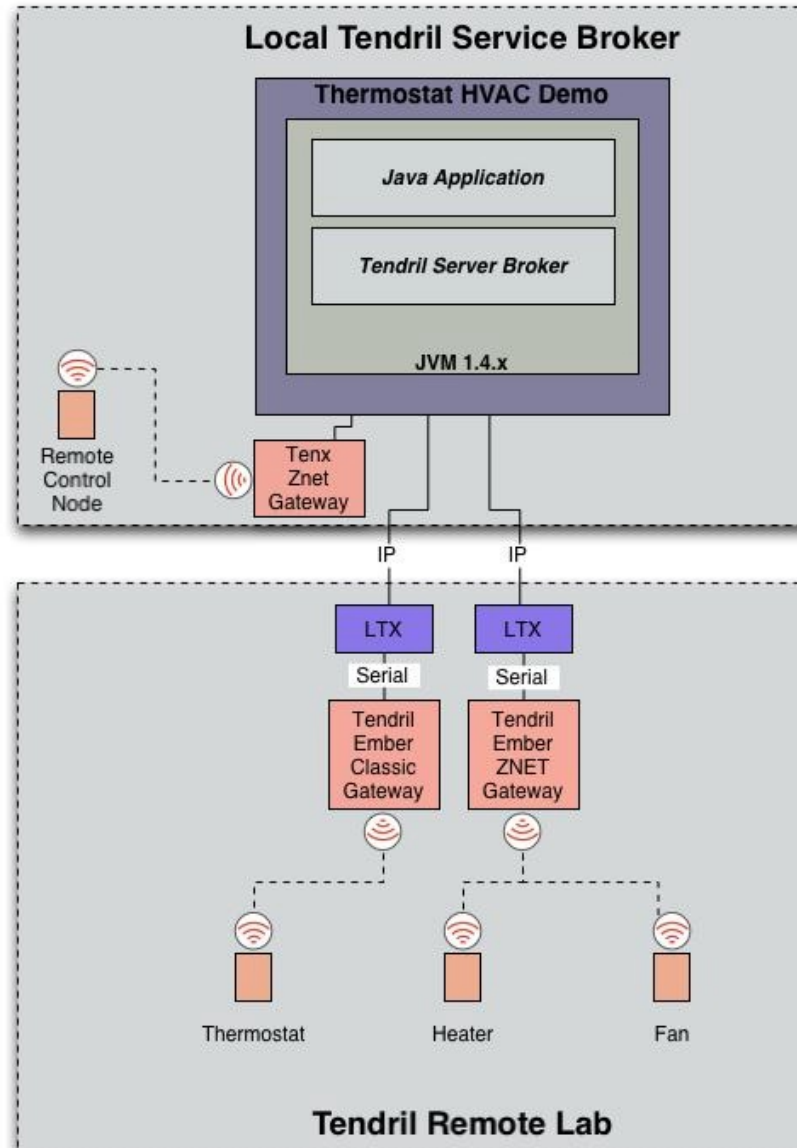 Local Tendril Service Broker
Thermostat HVAC Demo
Java Application
Tendril Server Broker
JVM 1.4.x
Remote
Control
Node
Tenx
Znet
Gateway
IP
IP
LTX
LTX
Serial
Serial
Tendril
Ember
Classic
Gateway
Tendril
Ember
ZNET
Gateway
Thermostat
Heater
Fan
Tendril Remote Lab